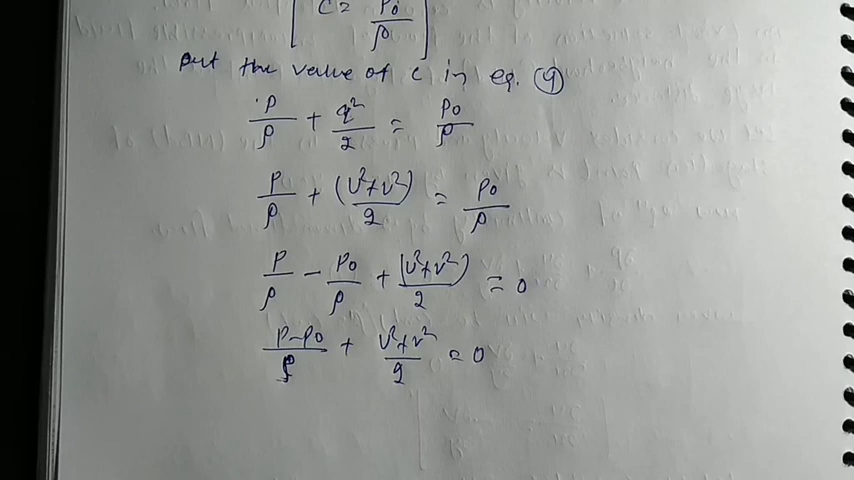 [ C = P0/ρ ]
put the value of c in eq. (9)
P/ρ + q²/2 = P0/ρ
P/ρ + (u²+v²)/2 = P0/ρ
P/ρ − P0/ρ + (u²+v²)/2 = 0
P−P0/ρ + u²+v²/2 = 0